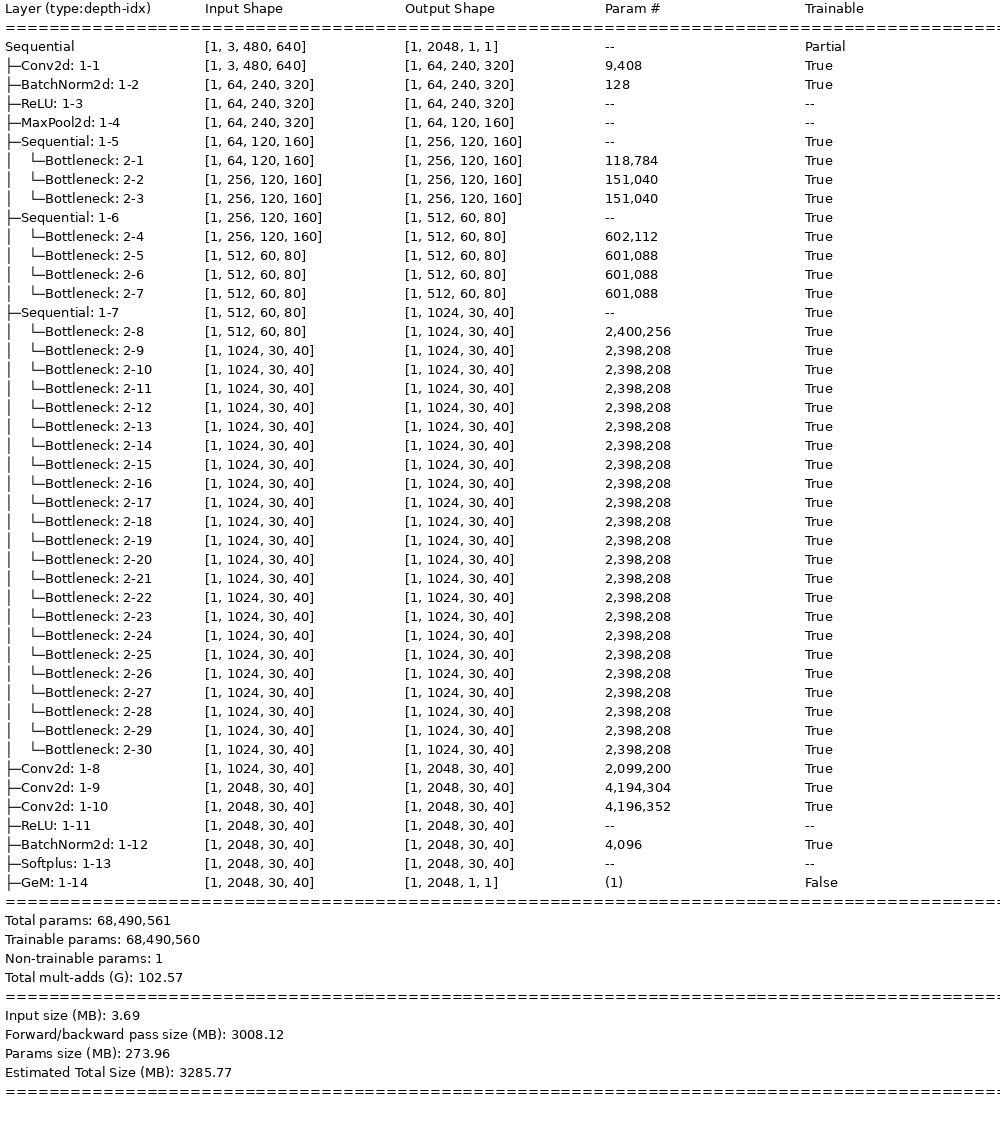 Layer (type:depth-idx) Input Shape Output Shape Param # Trainable
====================================================================================================
Sequential [1, 3, 480, 640] [1, 2048, 1, 1] -- Partial
├─Conv2d: 1-1 [1, 3, 480, 640] [1, 64, 240, 320] 9,408 True
├─BatchNorm2d: 1-2 [1, 64, 240, 320] [1, 64, 240, 320] 128 True
├─ReLU: 1-3 [1, 64, 240, 320] [1, 64, 240, 320] -- --
├─MaxPool2d: 1-4 [1, 64, 240, 320] [1, 64, 120, 160] -- --
├─Sequential: 1-5 [1, 64, 120, 160] [1, 256, 120, 160] -- True
│ └─Bottleneck: 2-1 [1, 64, 120, 160] [1, 256, 120, 160] 118,784 True
│ └─Bottleneck: 2-2 [1, 256, 120, 160] [1, 256, 120, 160] 151,040 True
│ └─Bottleneck: 2-3 [1, 256, 120, 160] [1, 256, 120, 160] 151,040 True
├─Sequential: 1-6 [1, 256, 120, 160] [1, 512, 60, 80] -- True
│ └─Bottleneck: 2-4 [1, 256, 120, 160] [1, 512, 60, 80] 602,112 True
│ └─Bottleneck: 2-5 [1, 512, 60, 80] [1, 512, 60, 80] 601,088 True
│ └─Bottleneck: 2-6 [1, 512, 60, 80] [1, 512, 60, 80] 601,088 True
│ └─Bottleneck: 2-7 [1, 512, 60, 80] [1, 512, 60, 80] 601,088 True
├─Sequential: 1-7 [1, 512, 60, 80] [1, 1024, 30, 40] -- True
│ └─Bottleneck: 2-8 [1, 512, 60, 80] [1, 1024, 30, 40] 2,400,256 True
│ └─Bottleneck: 2-9 [1, 1024, 30, 40] [1, 1024, 30, 40] 2,398,208 True
│ └─Bottleneck: 2-10 [1, 1024, 30, 40] [1, 1024, 30, 40] 2,398,208 True
│ └─Bottleneck: 2-11 [1, 1024, 30, 40] [1, 1024, 30, 40] 2,398,208 True
│ └─Bottleneck: 2-12 [1, 1024, 30, 40] [1, 1024, 30, 40] 2,398,208 True
│ └─Bottleneck: 2-13 [1, 1024, 30, 40] [1, 1024, 30, 40] 2,398,208 True
│ └─Bottleneck: 2-14 [1, 1024, 30, 40] [1, 1024, 30, 40] 2,398,208 True
│ └─Bottleneck: 2-15 [1, 1024, 30, 40] [1, 1024, 30, 40] 2,398,208 True
│ └─Bottleneck: 2-16 [1, 1024, 30, 40] [1, 1024, 30, 40] 2,398,208 True
│ └─Bottleneck: 2-17 [1, 1024, 30, 40] [1, 1024, 30, 40] 2,398,208 True
│ └─Bottleneck: 2-18 [1, 1024, 30, 40] [1, 1024, 30, 40] 2,398,208 True
│ └─Bottleneck: 2-19 [1, 1024, 30, 40] [1, 1024, 30, 40] 2,398,208 True
│ └─Bottleneck: 2-20 [1, 1024, 30, 40] [1, 1024, 30, 40] 2,398,208 True
│ └─Bottleneck: 2-21 [1, 1024, 30, 40] [1, 1024, 30, 40] 2,398,208 True
│ └─Bottleneck: 2-22 [1, 1024, 30, 40] [1, 1024, 30, 40] 2,398,208 True
│ └─Bottleneck: 2-23 [1, 1024, 30, 40] [1, 1024, 30, 40] 2,398,208 True
│ └─Bottleneck: 2-24 [1, 1024, 30, 40] [1, 1024, 30, 40] 2,398,208 True
│ └─Bottleneck: 2-25 [1, 1024, 30, 40] [1, 1024, 30, 40] 2,398,208 True
│ └─Bottleneck: 2-26 [1, 1024, 30, 40] [1, 1024, 30, 40] 2,398,208 True
│ └─Bottleneck: 2-27 [1, 1024, 30, 40] [1, 1024, 30, 40] 2,398,208 True
│ └─Bottleneck: 2-28 [1, 1024, 30, 40] [1, 1024, 30, 40] 2,398,208 True
│ └─Bottleneck: 2-29 [1, 1024, 30, 40] [1, 1024, 30, 40] 2,398,208 True
│ └─Bottleneck: 2-30 [1, 1024, 30, 40] [1, 1024, 30, 40] 2,398,208 True
├─Conv2d: 1-8 [1, 1024, 30, 40] [1, 2048, 30, 40] 2,099,200 True
├─Conv2d: 1-9 [1, 2048, 30, 40] [1, 2048, 30, 40] 4,194,304 True
├─Conv2d: 1-10 [1, 2048, 30, 40] [1, 2048, 30, 40] 4,196,352 True
├─ReLU: 1-11 [1, 2048, 30, 40] [1, 2048, 30, 40] -- --
├─BatchNorm2d: 1-12 [1, 2048, 30, 40] [1, 2048, 30, 40] 4,096 True
├─Softplus: 1-13 [1, 2048, 30, 40] [1, 2048, 30, 40] -- --
├─GeM: 1-14 [1, 2048, 30, 40] [1, 2048, 1, 1] (1) False
====================================================================================================
Total params: 68,490,561
Trainable params: 68,490,560
Non-trainable params: 1
Total mult-adds (G): 102.57
====================================================================================================
Input size (MB): 3.69
Forward/backward pass size (MB): 3008.12
Params size (MB): 273.96
Estimated Total Size (MB): 3285.77
====================================================================================================